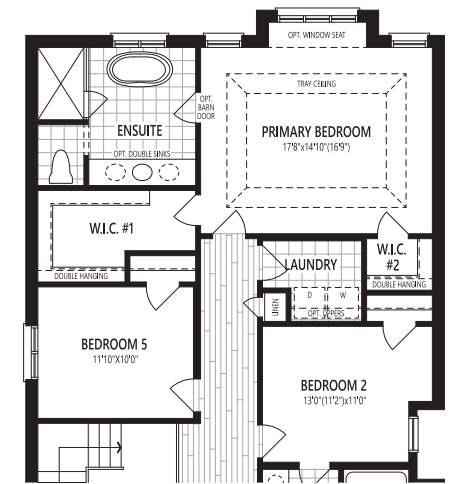 OPT. WINDOW SEAT
TRAY CEILING
OPT.
BARN
DOOR
ENSUITE
OPT. DOUBLE SINKS
PRIMARY BEDROOM
17'8"x14'10"(16'9")
W.I.C. #1
DOUBLE HANGING
LAUNDRY
W.I.C.
#2
DOUBLE HANGING
LINEN
D
W
OPT. UPPERS
BEDROOM 5
11'10"X10'0"
BEDROOM 2
13'0"(11'2")x11'0"